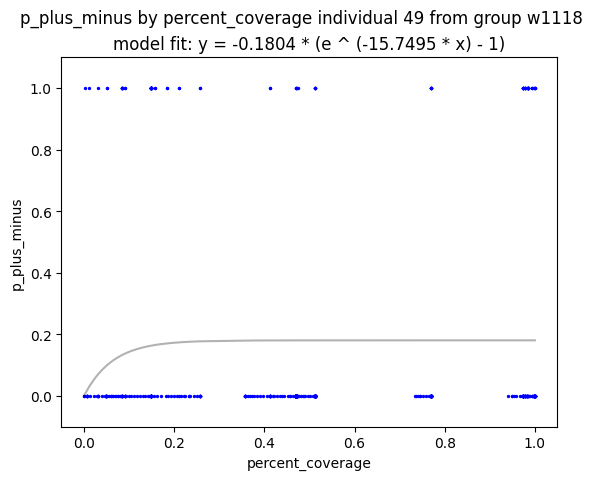 p_plus_minus by percent_coverage individual 49 from group w1118
model fit: y = -0.1804 * (e ^ (-15.7495 * x) - 1)
1.0
0.8
0.6
0.4
0.2
0.0
p_plus_minus
0.0 0.2 0.4 0.6 0.8 1.0
percent_coverage